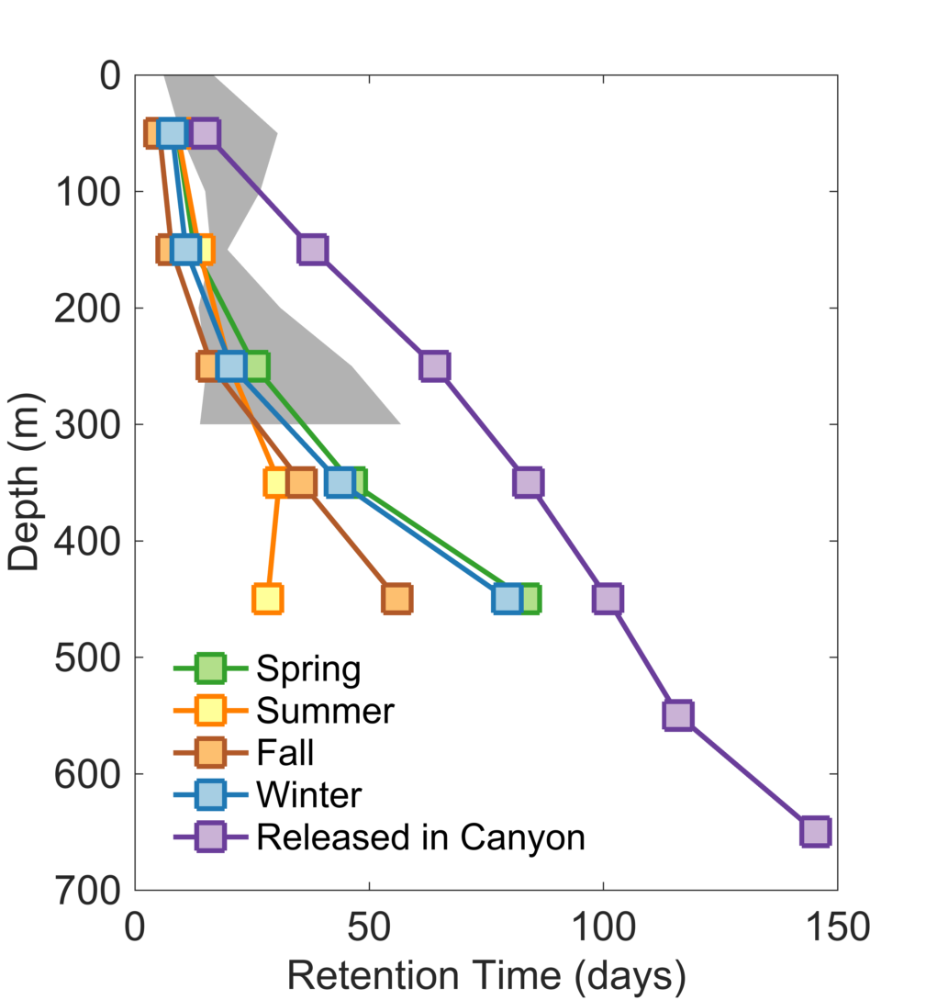 0
100
200
300
400
500
600
700
Depth (m)
Spring
Summer
Fall
Winter
Released in Canyon
0 50 100 150
Retention Time (days)